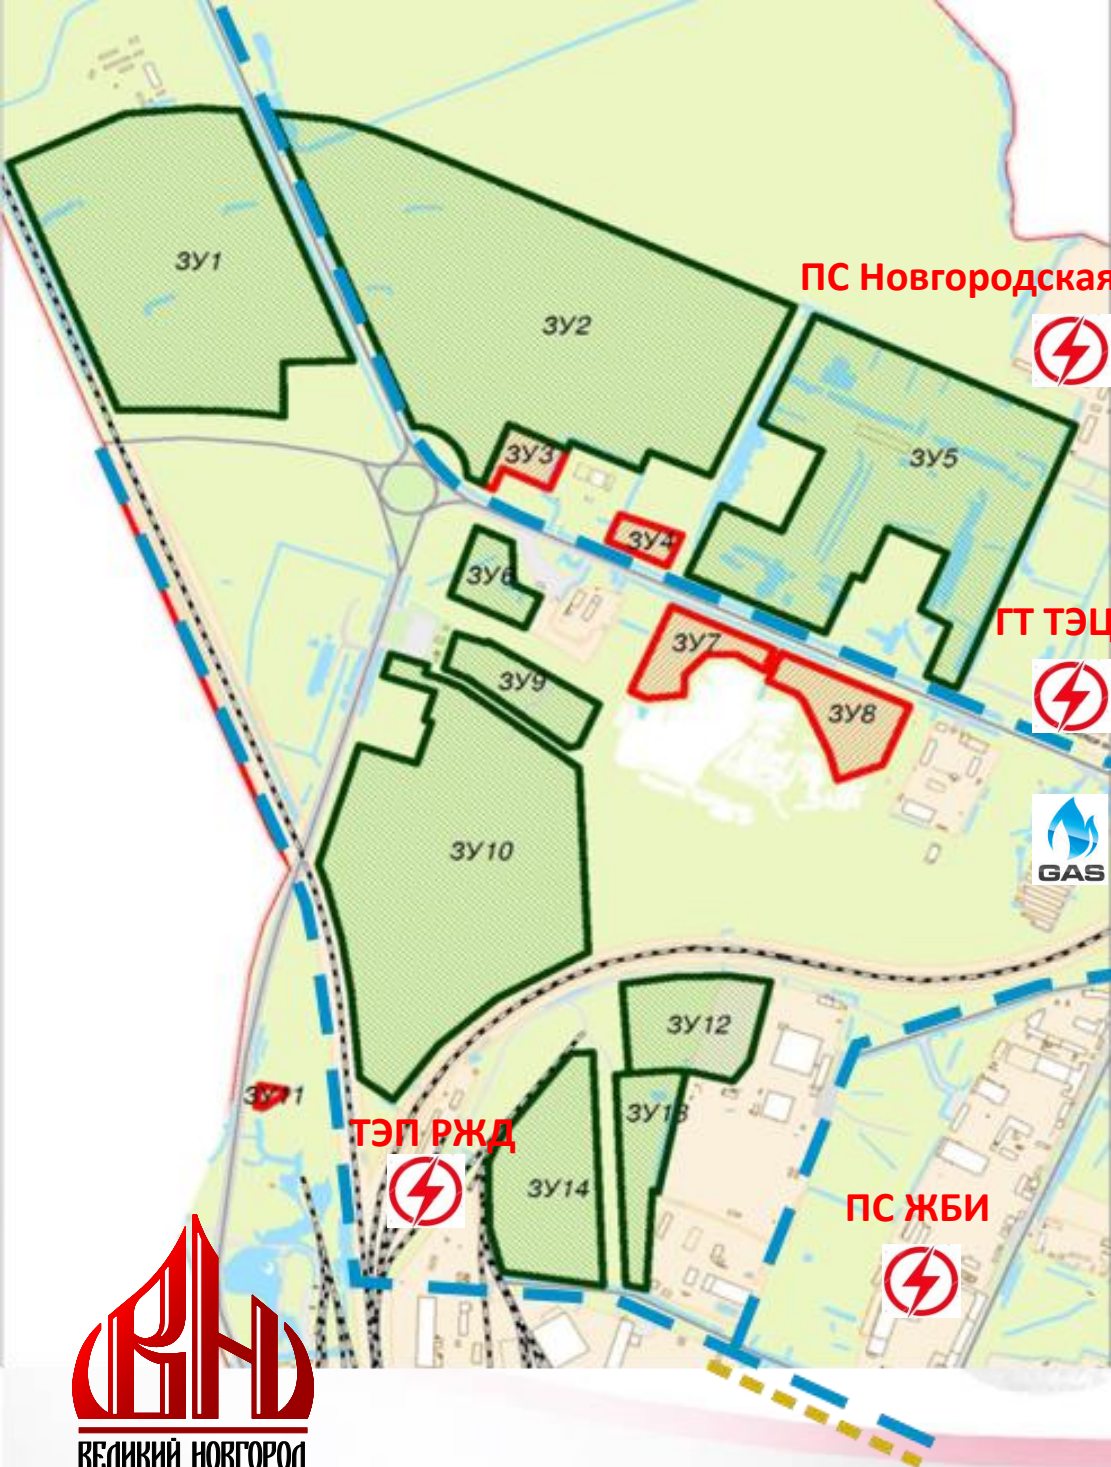 ЗУ1
ПС Новгородская
ЗУ2
ЗУ3
ЗУ5
ЗУ4
ЗУ6
ГТ ТЭЦ
ЗУ7
ЗУ9
ЗУ8
ЗУ10
GAS
ЗУ12
ЗУ11
ЗУ13
ТЭП РЖД
ЗУ14
ПС ЖБИ
ВН
ВЕЛИКИЙ НОВГОРОД